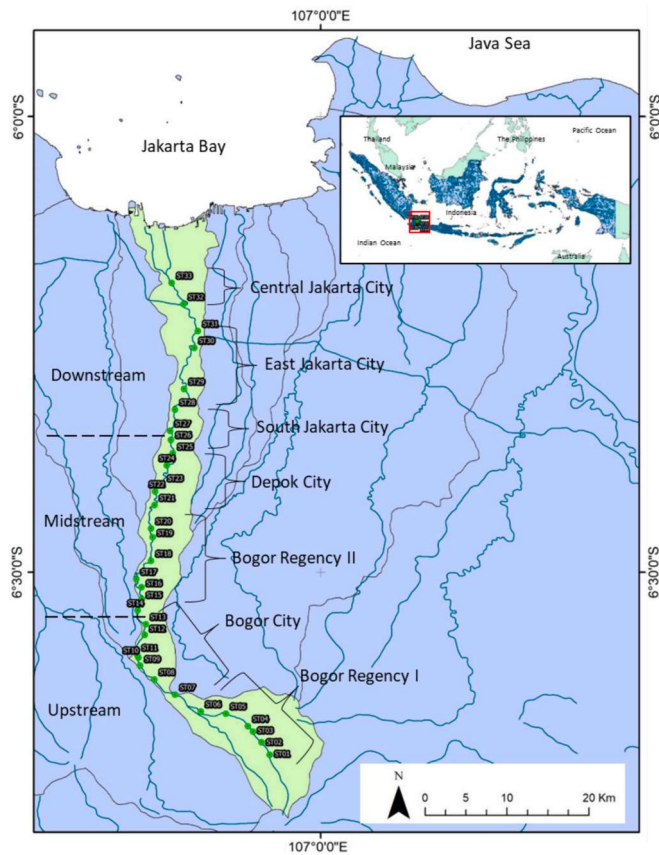 107°0'0"E
Java Sea
6°0'0"S
6°0'0"S
Jakarta Bay
Thailand
The Philippines
Pacific Ocean
Malaysia
Indonesia
Indian Ocean
Australia
ST33
Central Jakarta City
ST32
ST31
ST30
East Jakarta City
Downstream
ST29
ST28
South Jakarta City
ST27
ST26
ST25
ST24
Depok City
ST23
ST22
ST21
Midstream
ST20
ST19
Bogor Regency II
ST18
6°30'0"S
6°30'0"S
ST17
ST16
ST15
ST14
Bogor City
ST13
ST12
ST11
ST10
ST09
Bogor Regency I
ST08
ST07
Upstream
ST06
ST05
ST04
ST03
ST02
ST01
N
0 5 10 20 Km
107°0'0"E